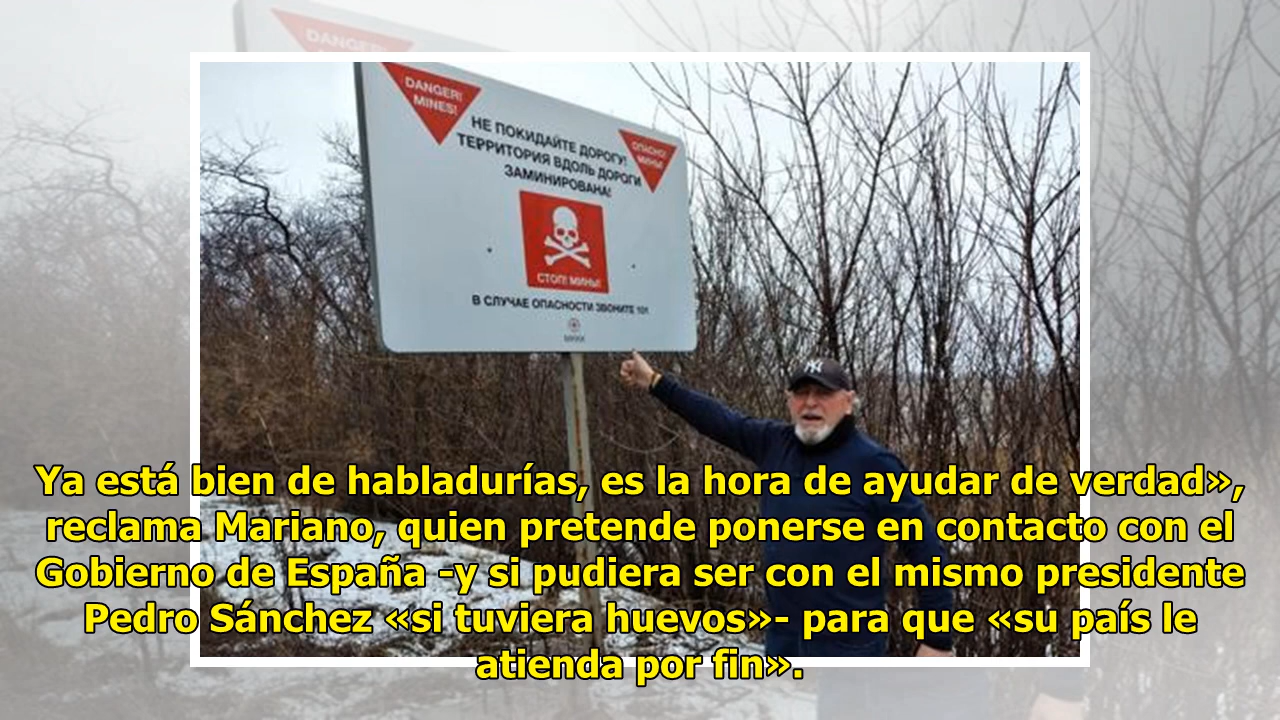 DANGER!
DANGER!
MINES!
НЕ ПОКИДАЙТЕ ДОРОГУ!
ТЕРРИТОРИЯ ВДОЛЬ ДОРОГИ
ЗАМИНИРОВАНА!
ОПАСНО!
МИНЫ!
СТОП! МИНЫ!
В СЛУЧАЕ ОПАСНОСТИ ЗВОНИТЕ 101
NY
Ya está bien de habladurías, es la hora de ayudar de verdad»,
reclama Mariano, quien pretende ponerse en contacto con el
Gobierno de España -y si pudiera ser con el mismo presidente
Pedro Sánchez «si tuviera huevos»- para que «su país le
atienda por fin».